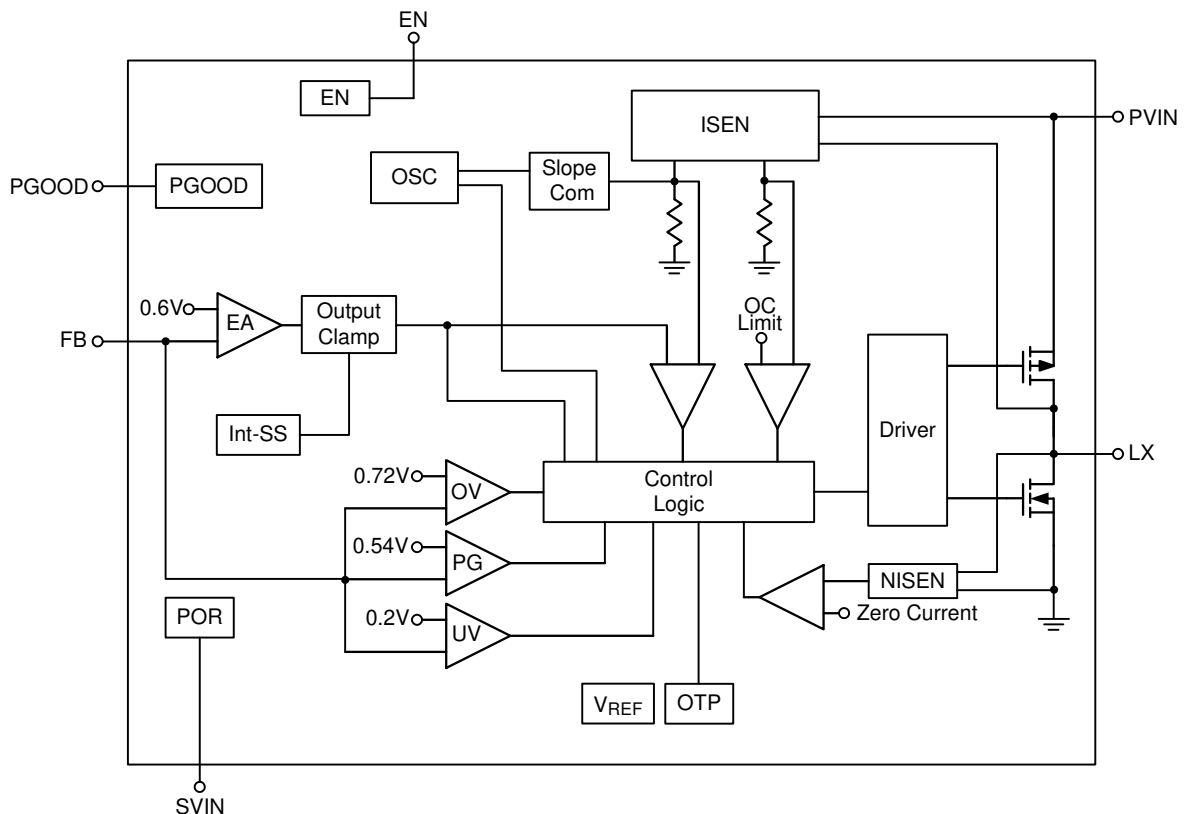 EN
EN
ISEN
PVIN
OSC
Slope
Com
PGOOD
PGOOD
0.6V
EA
Output
Clamp
OC
Limit
FB
Int-SS
Driver
LX
0.72V
OV
Control
Logic
0.54V
PG
NISEN
POR
0.2V
UV
Zero Current
VREF
OTP
SVIN